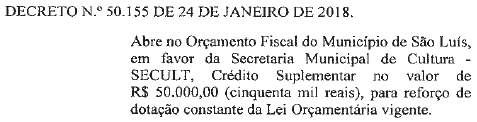 DECRETO N.º 50.155 DE 24 DE JANEIRO DE 2018.
Abre no Orçamento Fiscal do Município de São Luís,
em favor da Secretaria Municipal de Cultura -
SECULT, Crédito Suplementar no valor de
R$ 50.000,00 (cinquenta mil reais), para reforço de
dotação constante da Lei Orçamentária vigente.